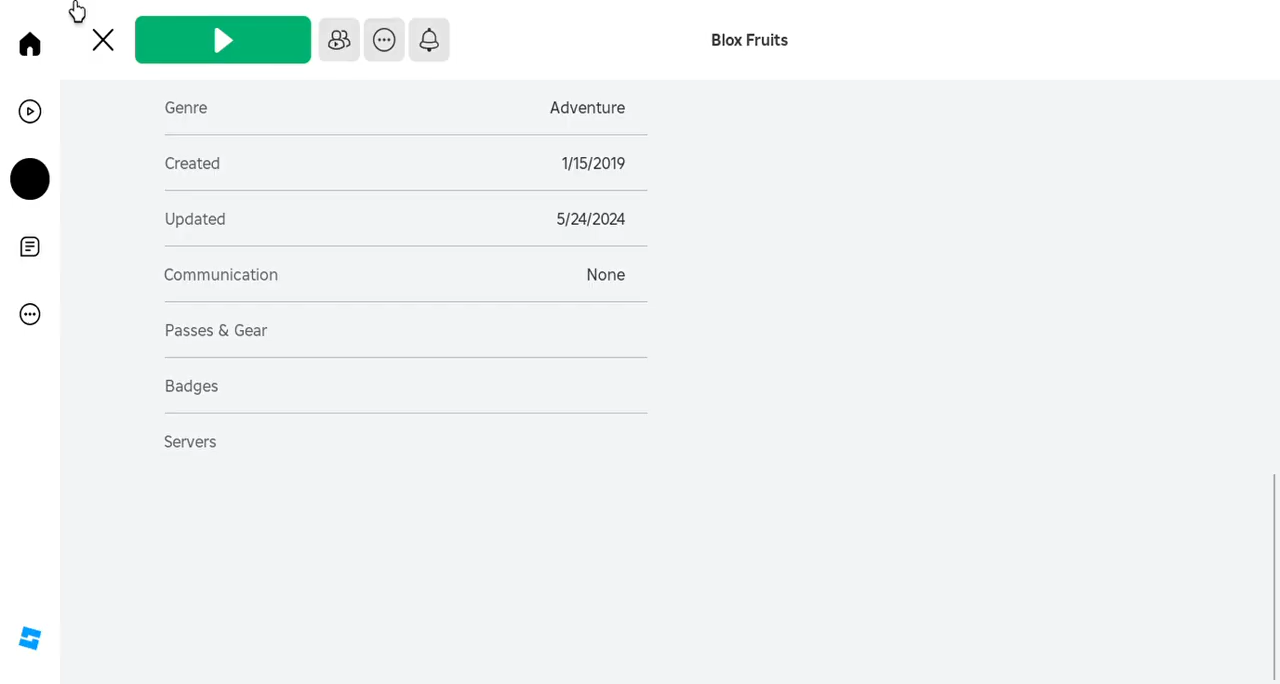 Blox Fruits
Genre Adventure
Created 1/15/2019
Updated 5/24/2024
Communication None
Passes & Gear
Badges
Servers